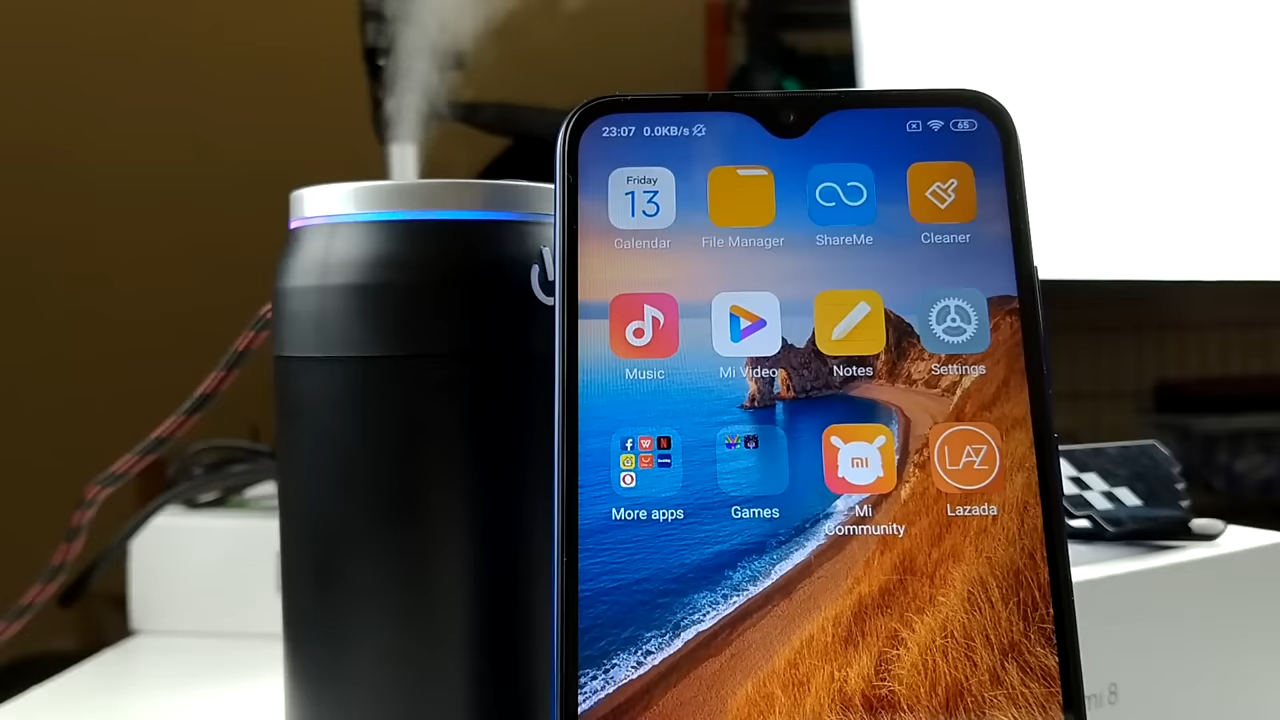 23:07 0.0KB/s
65
Friday
13
Calendar
File Manager
ShareMe
Cleaner
Music
Mi Video
Notes
Settings
f
W
N
O
More apps
Games
mi
Mi
Community
LAZ
Lazada
mi 8